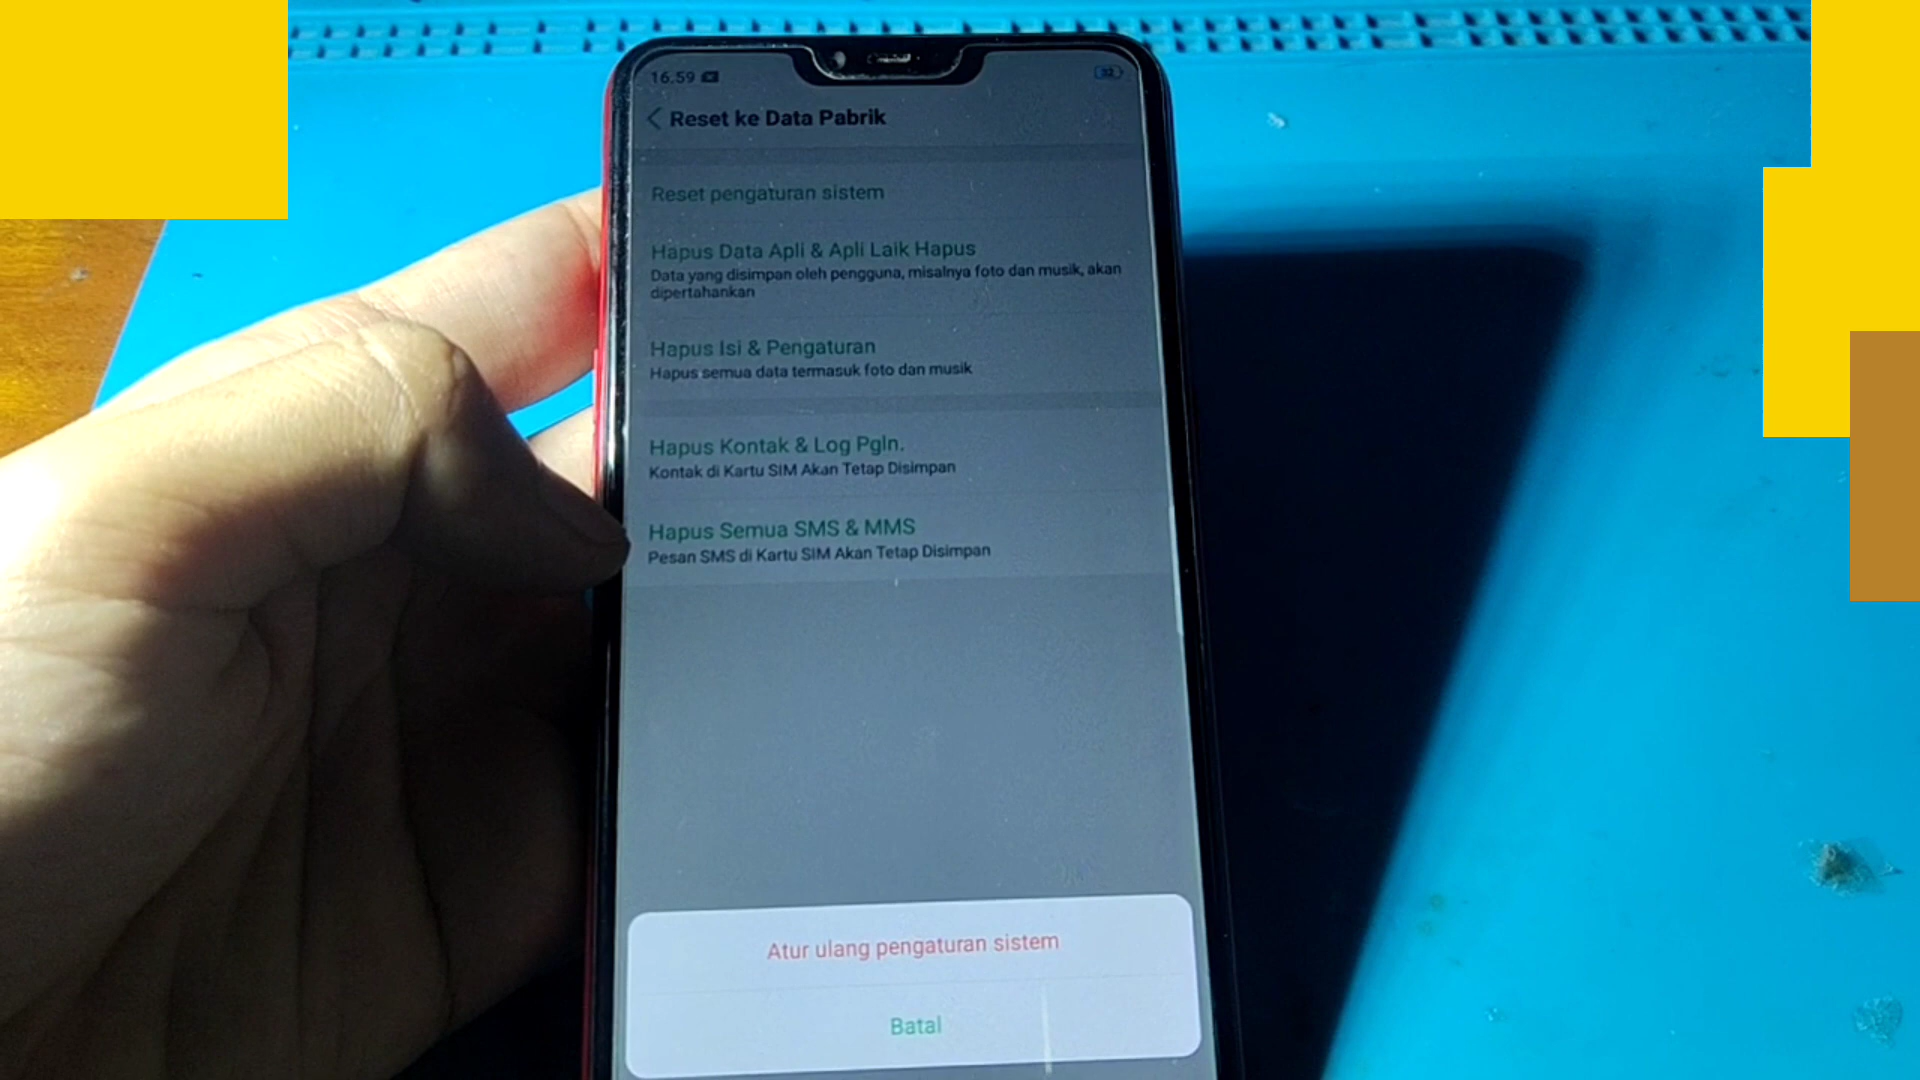 16.59
32
Reset ke Data Pabrik
Reset pengaturan sistem
Hapus Data Apli & Apli Laik Hapus
Data yang disimpan oleh pengguna, misalnya foto dan musik, akan
dipertahankan
Hapus Isi & Pengaturan
Hapus semua data termasuk foto dan musik
Hapus Kontak & Log Pgln.
Kontak di Kartu SIM Akan Tetap Disimpan
Hapus Semua SMS & MMS
Pesan SMS di Kartu SIM Akan Tetap Disimpan
Atur ulang pengaturan sistem
Batal